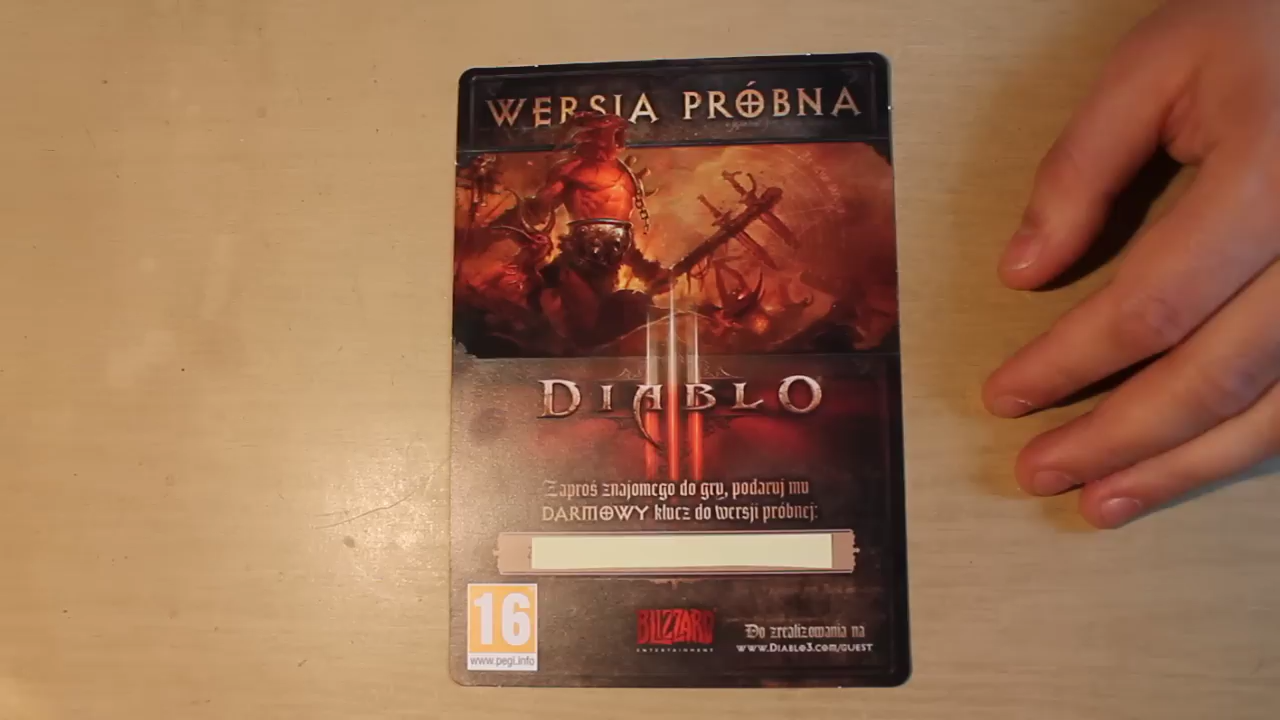 WERSJA PRÓBNA
DIABLO
III
Zaproś znajomego do gry, podaruj mu
DARMOWY klucz do wersji próbnej:
16
www.pegi.info
BLIZZARD
ENTERTAINMENT
Do zrealizowania na
www.Diablo3.com/guest